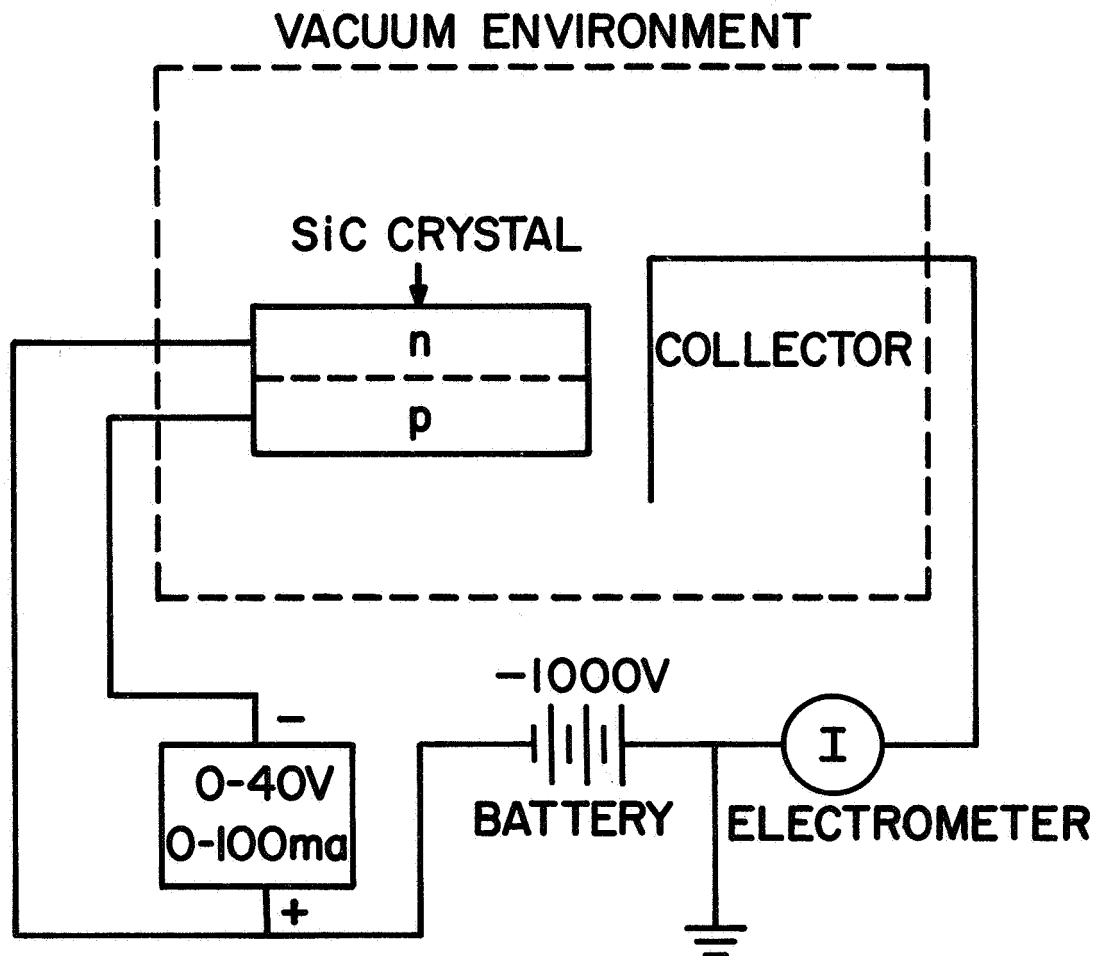 VACUUM ENVIRONMENT
SiC CRYSTAL
n
COLLECTOR
p
-1000V
-
0-40V
I
0-100ma
BATTERY
ELECTROMETER
+